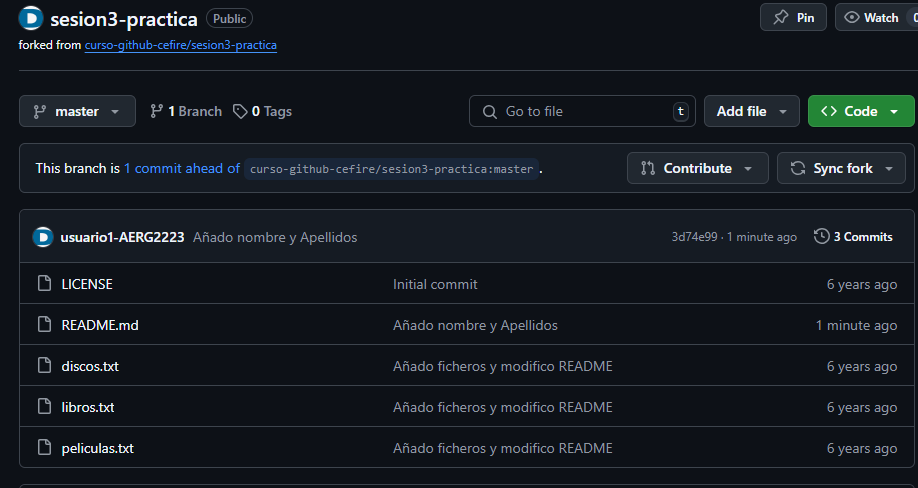 D sesion3-practica Public Pin Watch
forked from curso-github-cefire/sesion3-practica
master 1 Branch 0 Tags Go to file t Add file <> Code
This branch is 1 commit ahead of curso-github-cefire/sesion3-practica:master . Contribute Sync fork
D usuario1-AERG2223 Añado nombre y Apellidos 3d74e99 · 1 minute ago 3 Commits
LICENSE Initial commit 6 years ago
README.md Añado nombre y Apellidos 1 minute ago
discos.txt Añado ficheros y modifico README 6 years ago
libros.txt Añado ficheros y modifico README 6 years ago
peliculas.txt Añado ficheros y modifico README 6 years ago